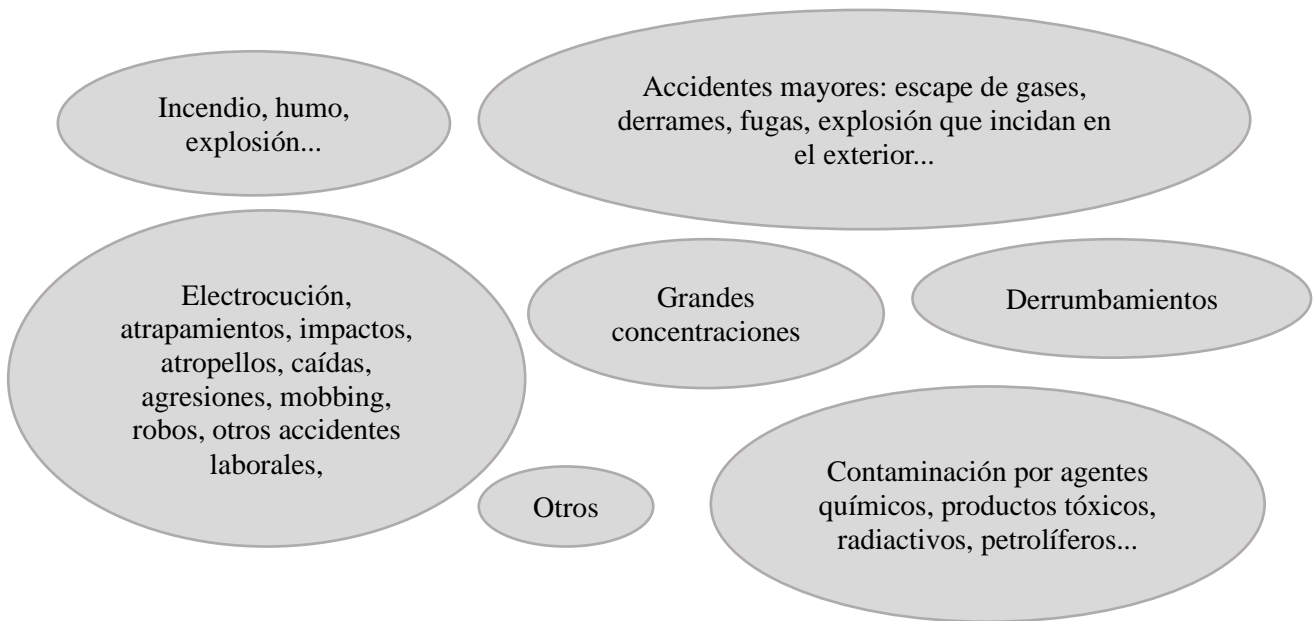 Incendio, humo,
explosión...
Accidentes mayores: escape de gases,
derrames, fugas, explosión que incidan en
el exterior...
Electrocución,
atrapamientos, impactos,
atropellos, caídas,
agresiones, mobbing,
robos, otros accidentes
laborales,
Grandes
concentraciones
Derrumbamientos
Otros
Contaminación por agentes
químicos, productos tóxicos,
radiactivos, petrolíferos...